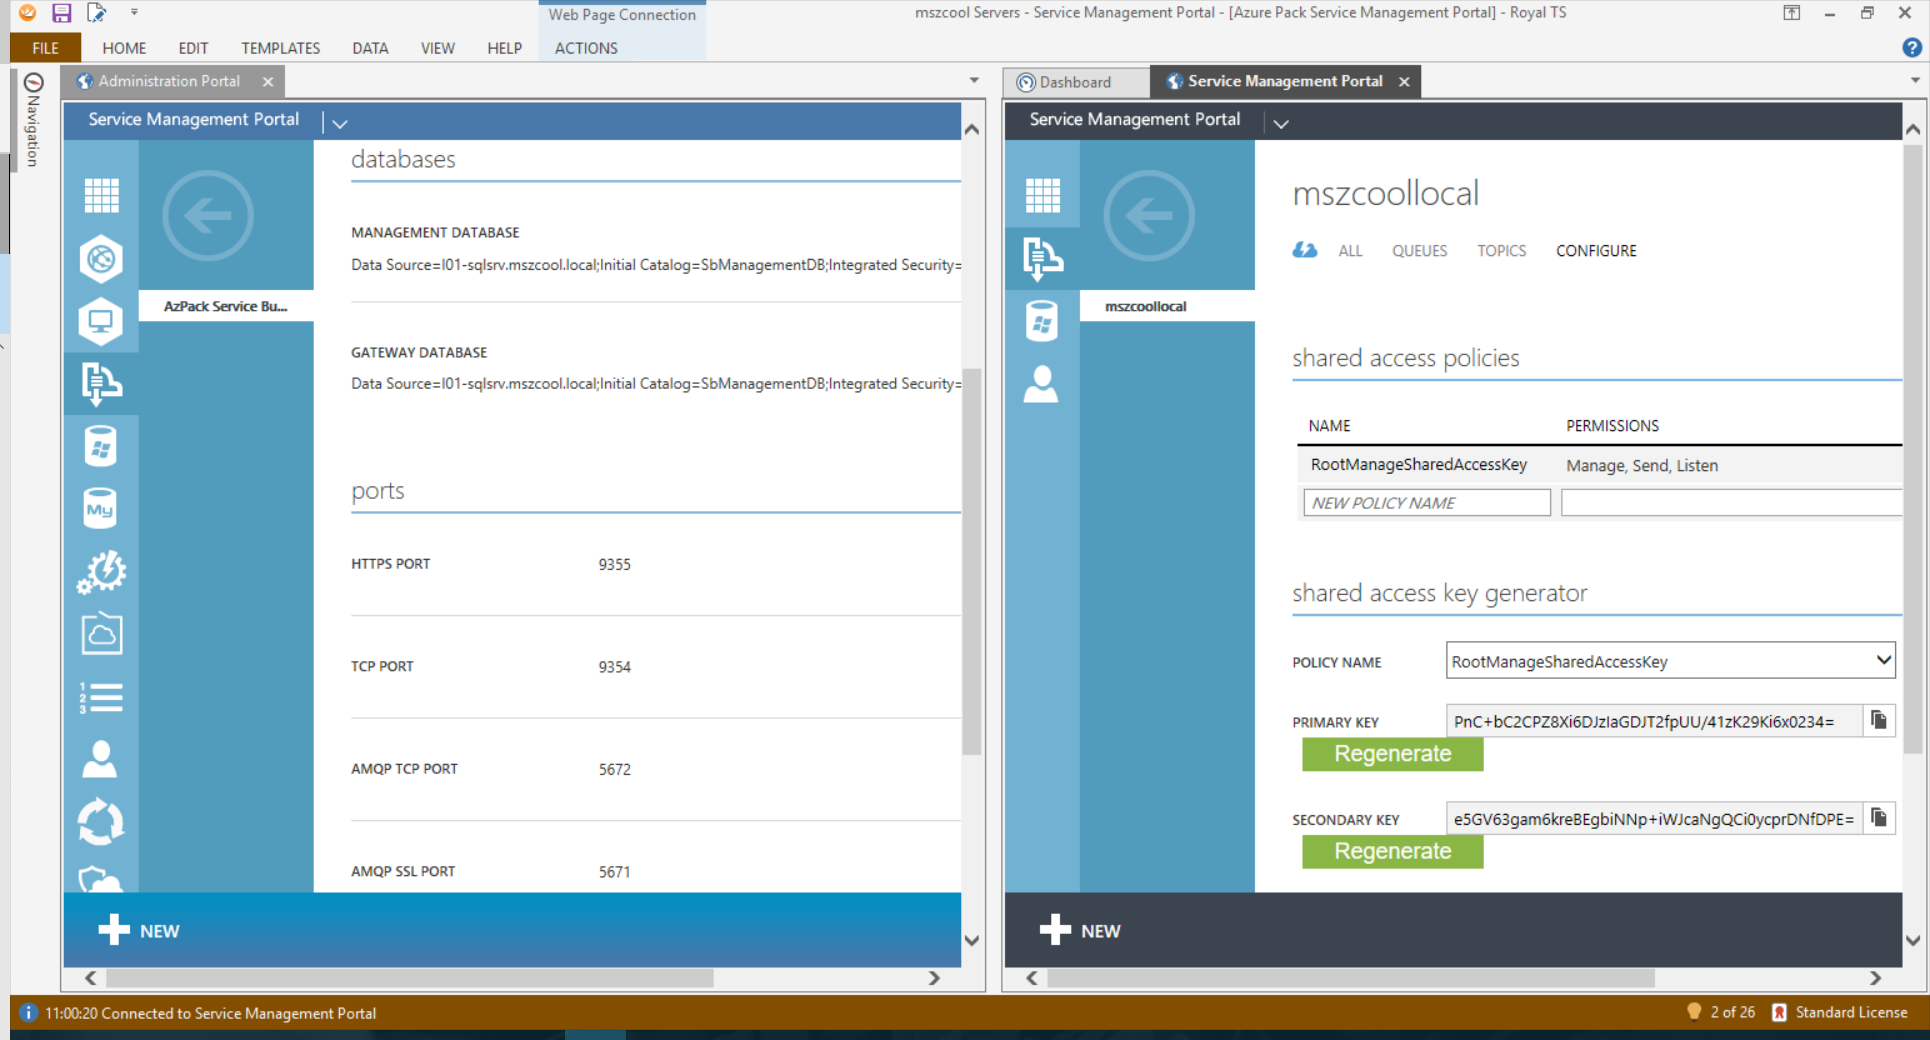 Web Page Connection
mszcool Servers - Service Management Portal - [Azure Pack Service Management Portal] - Royal TS
FILE HOME EDIT TEMPLATES DATA VIEW HELP ACTIONS
Navigation
Administration Portal
Service Management Portal
databases
MANAGEMENT DATABASE
Data Source=l01-sqlsrv.mszcool.local;Initial Catalog=SbManagementDB;Integrated Security=
AzPack Service Bu...
GATEWAY DATABASE
Data Source=l01-sqlsrv.mszcool.local;Initial Catalog=SbManagementDB;Integrated Security=
ports
HTTPS PORT 9355
TCP PORT 9354
AMQP TCP PORT 5672
AMQP SSL PORT 5671
My
1
2
3
NEW
Dashboard
Service Management Portal
Service Management Portal
mszcoollocal
ALL QUEUES TOPICS CONFIGURE
mszcoollocal
shared access policies
NAME PERMISSIONS
RootManageSharedAccessKey Manage, Send, Listen
NEW POLICY NAME
shared access key generator
POLICY NAME RootManageSharedAccessKey
PRIMARY KEY PnC+bC2CPZ8Xi6DJzIaGDJT2fpUU/41zK29Ki6x0234=
Regenerate
SECONDARY KEY e5GV63gam6kreBEgbiNNp+iWJcaNgQCi0ycprDNfDPE=
Regenerate
NEW
11:00:20 Connected to Service Management Portal
2 of 26 Standard License